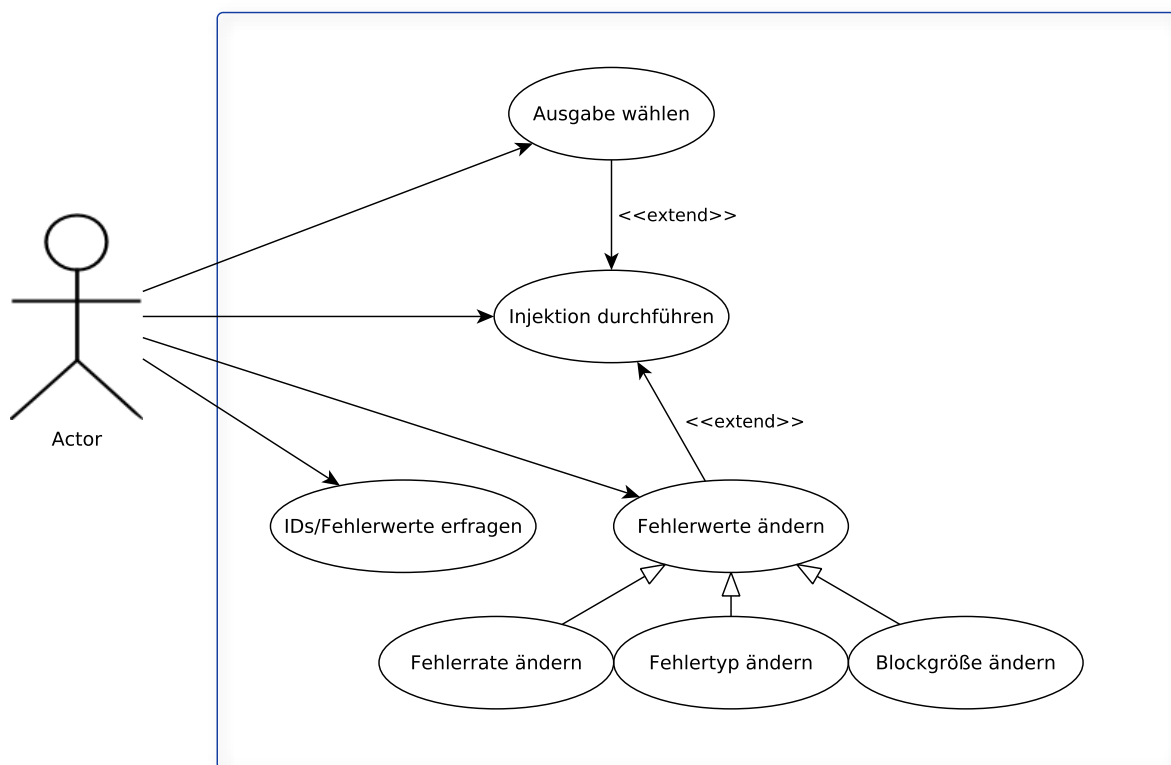 Ausgabe wählen
<<extend>>
Injektion durchführen
<<extend>>
Actor
IDs/Fehlerwerte erfragen
Fehlerwerte ändern
Fehlerrate ändern
Fehlertyp ändern
Blockgröße ändern